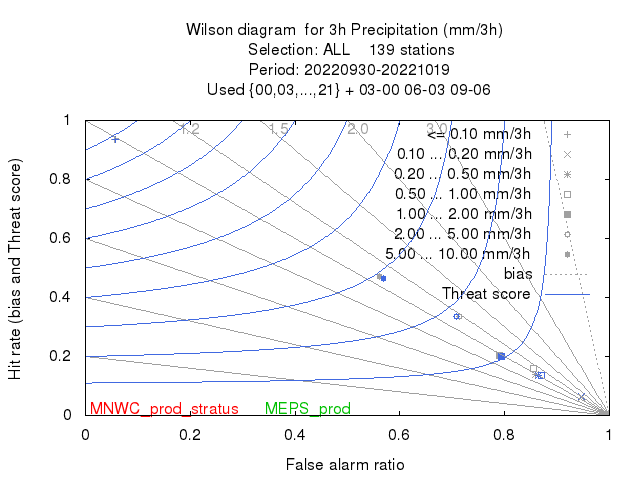 Wilson diagram  for 3h Precipitation (mm/3h)
Selection: ALL    139 stations
Period: 20220930-20221019
Used {00,03,...,21} + 03-00 06-03 09-06
1.2 1.5 2.0 3.0
<= 0.10 mm/3h
0.10 ... 0.20 mm/3h
0.20 ... 0.50 mm/3h
0.50 ... 1.00 mm/3h
1.00 ... 2.00 mm/3h
2.00 ... 5.00 mm/3h
5.00 ... 10.00 mm/3h
bias
Threat score
1
0.8
0.6
0.4
0.2
0
Hit rate (bias and Threat score)
MNWC_prod_stratus MEPS_prod
0 0.2 0.4 0.6 0.8 1
False alarm ratio